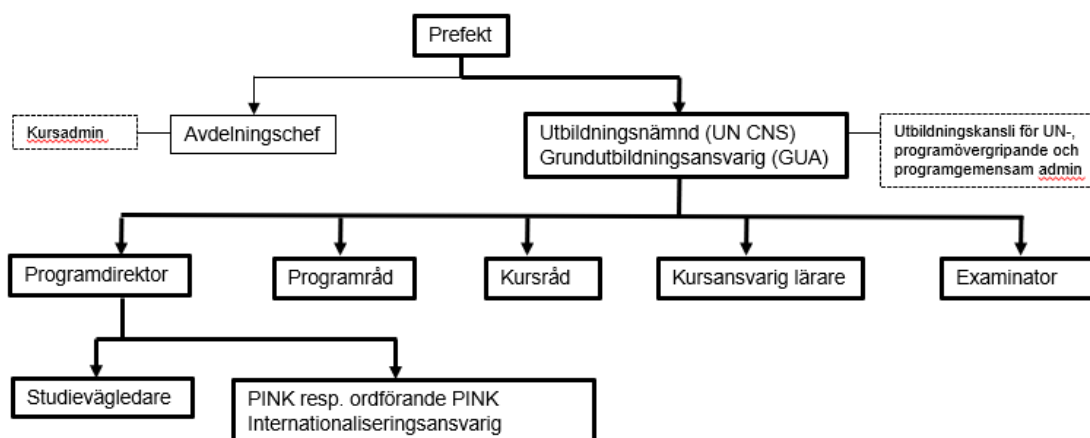 Prefekt
Kursadmin
Avdelningschef
Utbildningsnämnd (UN CNS)
Grundutbildningsansvarig (GUA)
Utbildningskansli för UN-,
programövergripande och
programgemensam admin
Programdirektor
Programråd
Kursråd
Kursansvarig lärare
Examinator
Studievägledare
PINK resp. ordförande PINK
Internationaliseringsansvarig